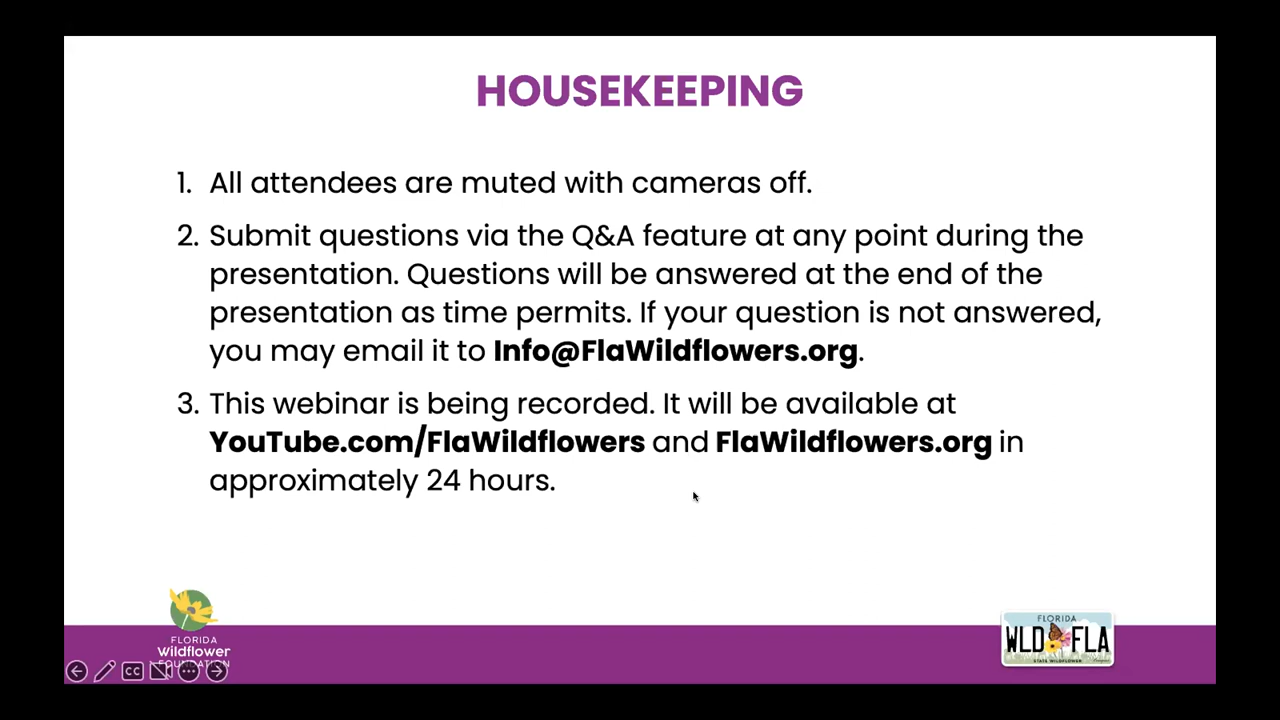 HOUSEKEEPING
1. All attendees are muted with cameras off.
2. Submit questions via the Q&A feature at any point during the
presentation. Questions will be answered at the end of the
presentation as time permits. If your question is not answered,
you may email it to Info@FlaWildflowers.org.
3. This webinar is being recorded. It will be available at
YouTube.com/FlaWildflowers and FlaWildflowers.org in
approximately 24 hours.
FLORIDA
wildflower
FOUNDATION
CC
FLORIDA
WLD FLA
STATE WILDFLOWER